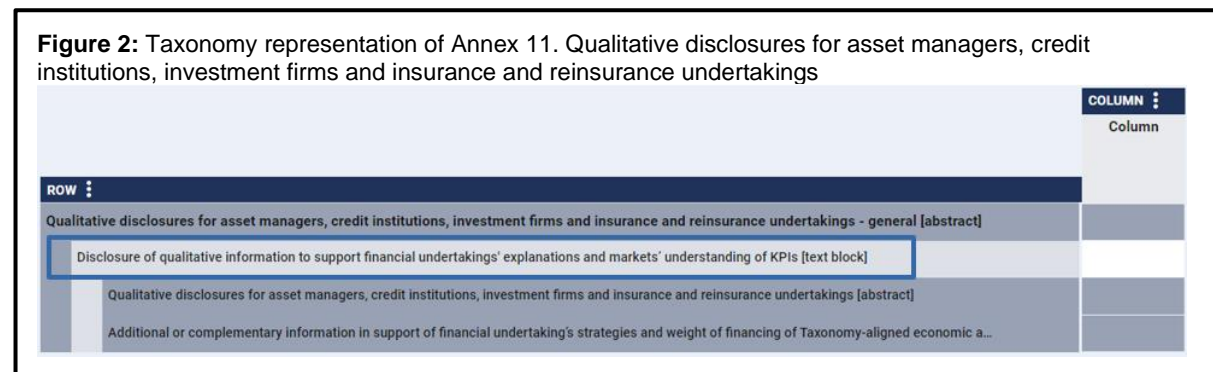 Figure 2: Taxonomy representation of Annex 11. Qualitative disclosures for asset managers, credit
institutions, investment firms and insurance and reinsurance undertakings
COLUMN
Column
ROW
Qualitative disclosures for asset managers, credit institutions, investment firms and insurance and reinsurance undertakings - general [abstract]
Disclosure of qualitative information to support financial undertakings' explanations and markets' understanding of KPIs [text block]
Qualitative disclosures for asset managers, credit institutions, investment firms and insurance and reinsurance undertakings [abstract]
Additional or complementary information in support of financial undertaking's strategies and weight of financing of Taxonomy-aligned economic a...